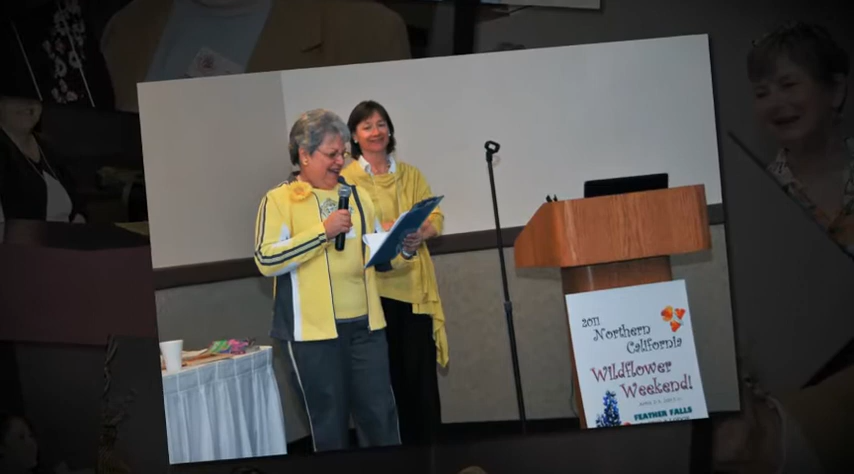 2011
Northern
California
Wildflower
Weekend!
FEATHER FALLS